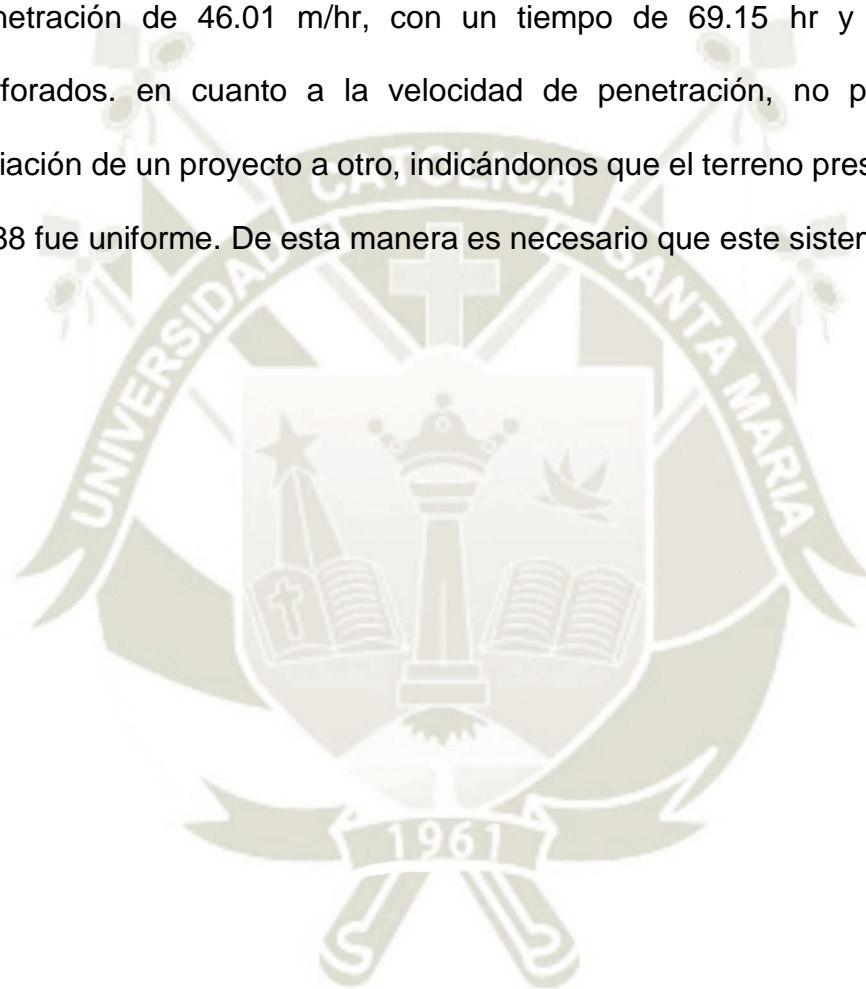 netración de 46.01 m/hr, con un tiempo de 69.15 hr y
forados. en cuanto a la velocidad de penetración, no p
iación de un proyecto a otro, indicándonos que el terreno pres
38 fue uniforme. De esta manera es necesario que este sister
UNIVERSIDAD CATOLICA SANTA MARIA
1961